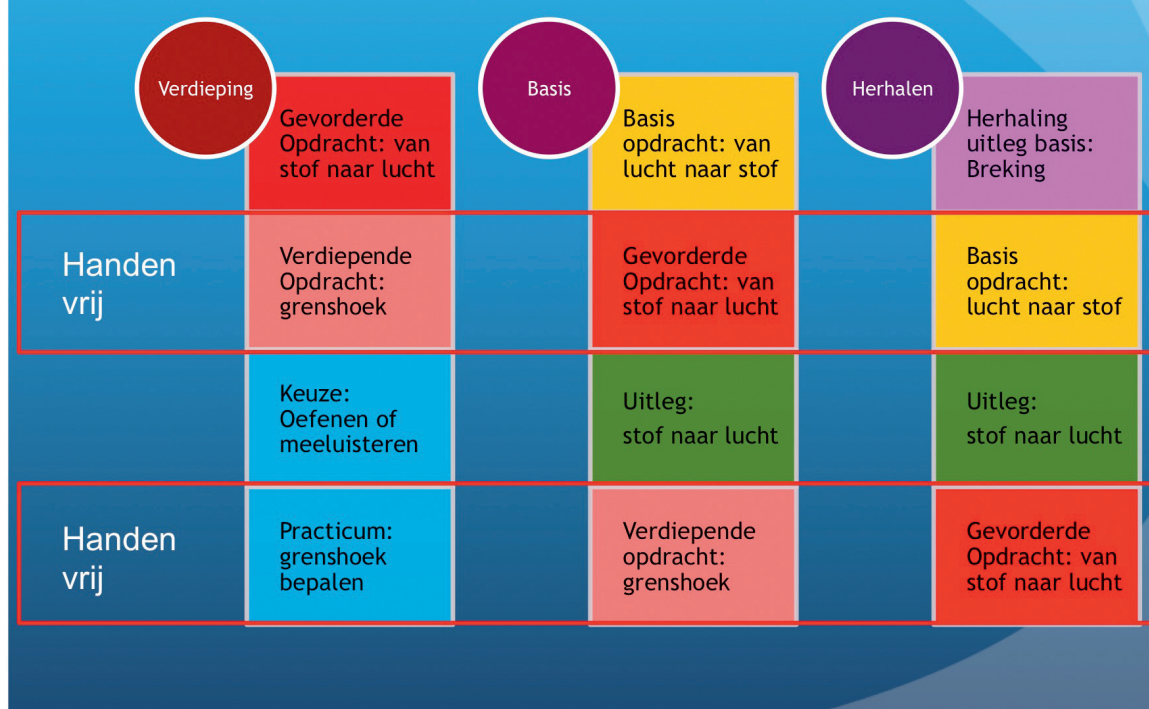 Verdieping
Gevorderde
Opdracht: van
stof naar lucht
Basis
Basis
opdracht: van
lucht naar stof
Herhalen
Herhaling
uitleg basis:
Breking
Handen
vrij
Verdiepende
Opdracht:
grenshoek
Gevorderde
Opdracht: van
stof naar lucht
Basis
opdracht:
lucht naar stof
Keuze:
Oefenen of
meeluisteren
Uitleg:
stof naar lucht
Uitleg:
stof naar lucht
Handen
vrij
Practicum:
grenshoek
bepalen
Verdiepende
opdracht:
grenshoek
Gevorderde
Opdracht: van
stof naar lucht